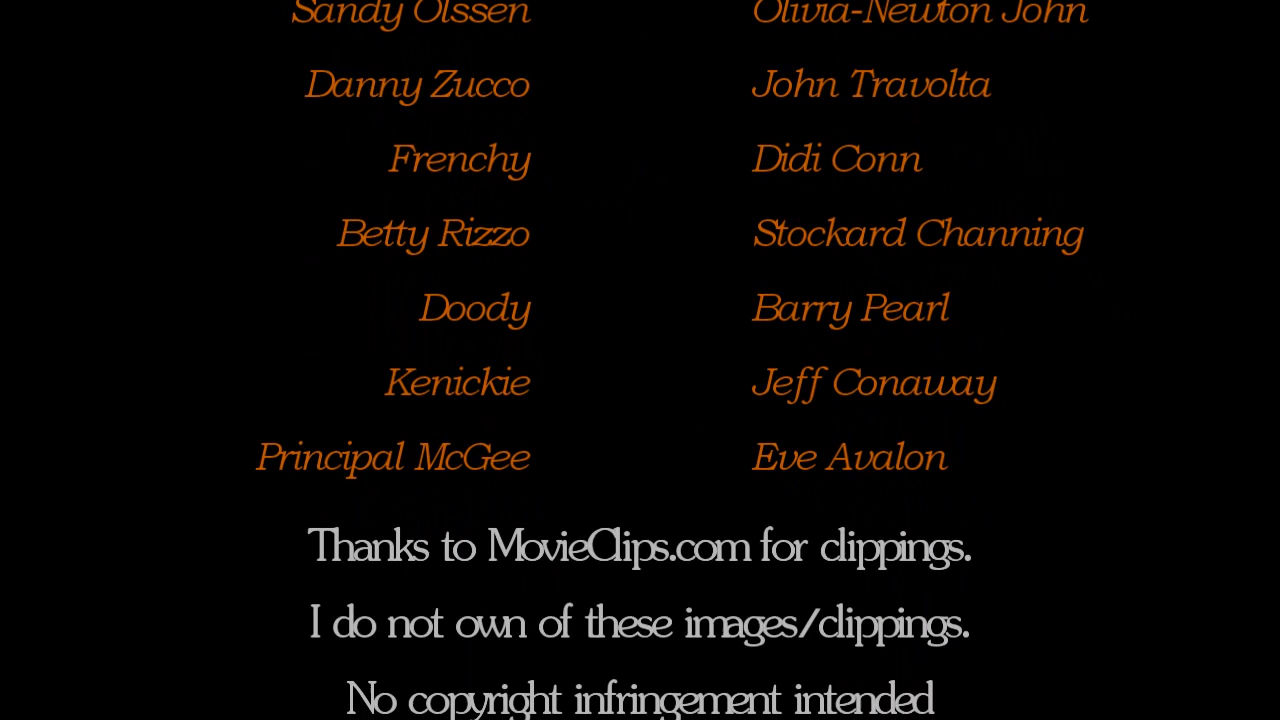 Sandy Olssen Olivia-Newton John
Danny Zucco John Travolta
Frenchy Didi Conn
Betty Rizzo Stockard Channing
Doody Barry Pearl
Kenickie Jeff Conaway
Principal McGee Eve Avalon
Thanks to MovieClips.com for clippings.
I do not own of these images/clippings.
No copyright infringement intended